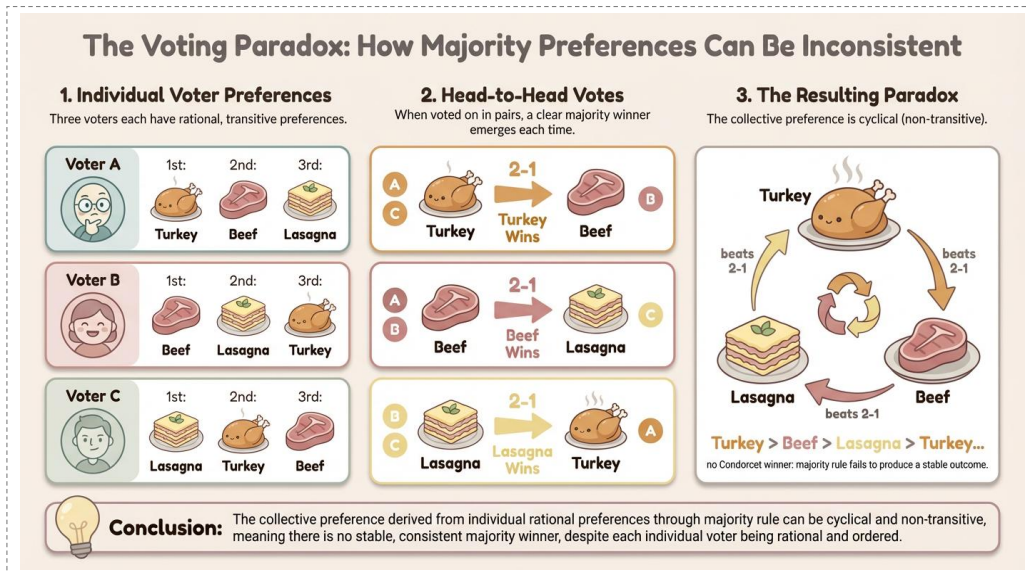 The Voting Paradox: How Majority Preferences Can Be Inconsistent
1. Individual Voter Preferences
Three voters each have rational, transitive preferences.
Voter A
1st:
2nd:
3rd:
Turkey
Beef
Lasagna
Voter B
1st:
2nd:
3rd:
Beef
Lasagna
Turkey
Voter C
1st:
2nd:
3rd:
Lasagna
Turkey
Beef
2. Head-to-Head Votes
When voted on in pairs, a clear majority winner
emerges each time.
A
C
Turkey
2-1
Turkey
Wins
Beef
B
A
B
Beef
2-1
Beef
Wins
Lasagna
C
B
C
Lasagna
2-1
Lasagna
Wins
Turkey
A
3. The Resulting Paradox
The collective preference is cyclical (non-transitive).
Turkey
beats
2-1
beats
2-1
Lasagna
Beef
beats 2-1
Turkey > Beef > Lasagna > Turkey...
no Condorcet winner: majority rule fails to produce a stable outcome.
Conclusion:
The collective preference derived from individual rational preferences through majority rule can be cyclical and non-transitive,
meaning there is no stable, consistent majority winner, despite each individual voter being rational and ordered.